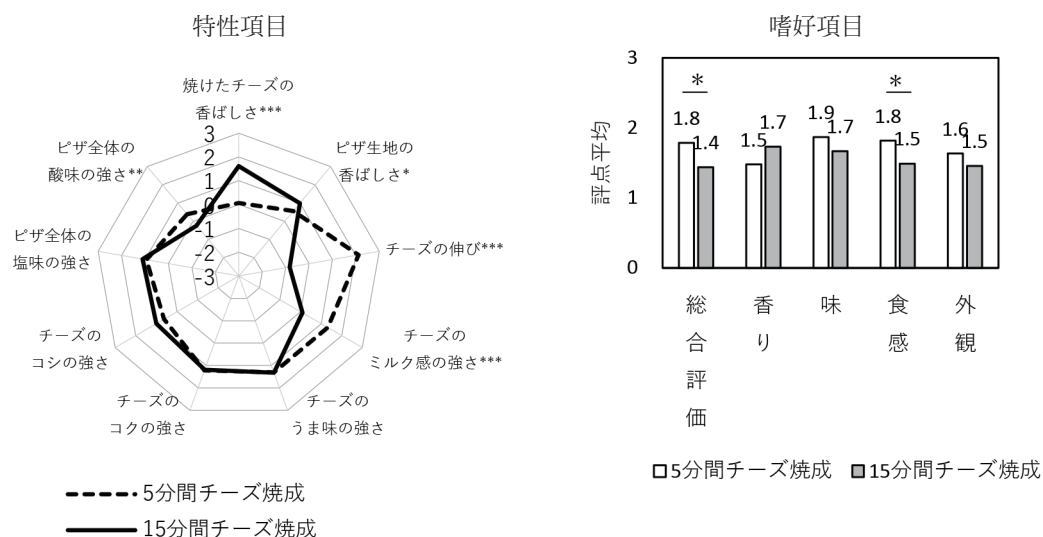 特性項目
焼けたチーズの
香ばしさ***
ピザ生地の
香ばしさ*
チーズの伸び***
チーズの
ミルク感の強さ***
チーズの
うま味の強さ
チーズの
コクの強さ
チーズの
コシの強さ
ピザ全体の
塩味の強さ
ピザ全体の
酸味の強さ**
3
2
1
0
-1
-2
-3
5分間チーズ焼成
15分間チーズ焼成
嗜好項目
評点平均
3
2
1
0
* *
1.8 1.4 1.5 1.7 1.9 1.7 1.8 1.5 1.6 1.5
総合評価
香り
味
食感
外観
5分間チーズ焼成 15分間チーズ焼成